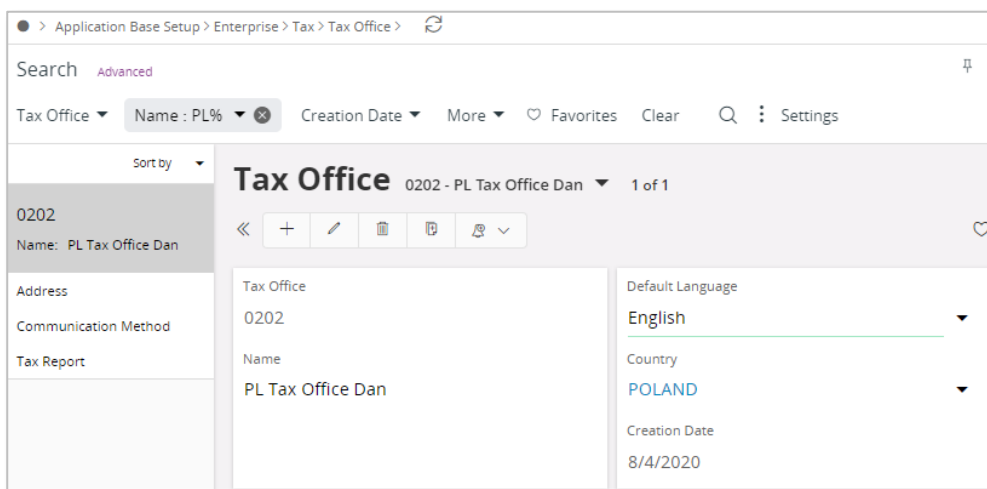 Application Base Setup > Enterprise > Tax > Tax Office >
Search Advanced
Tax Office Name : PL% Creation Date More Favorites Clear Settings
Sort by
0202
Name: PL Tax Office Dan
Address
Communication Method
Tax Report
Tax Office 0202 - PL Tax Office Dan 1 of 1
Tax Office
0202
Name
PL Tax Office Dan
Default Language
English
Country
POLAND
Creation Date
8/4/2020